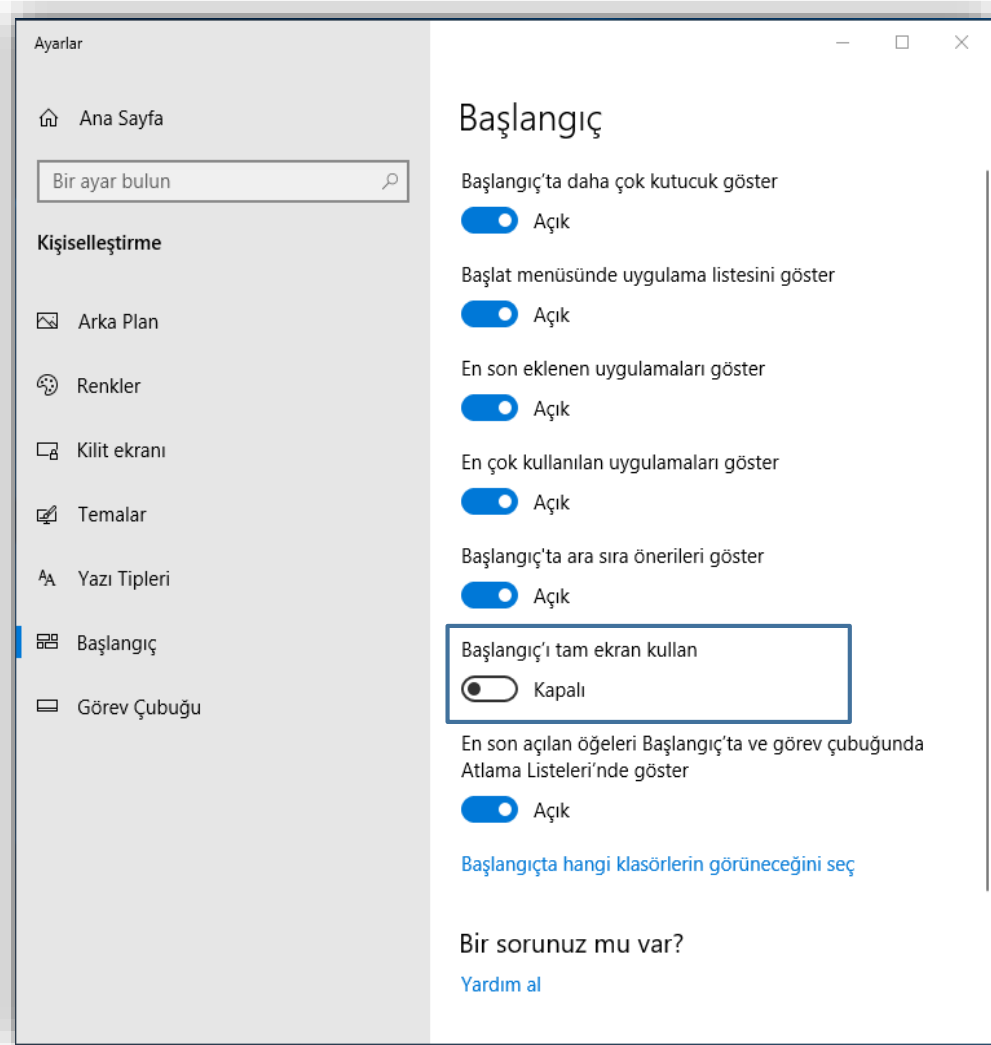 Ayarlar
Ana Sayfa
Bir ayar bulun
Kişiselleştirme
Arka Plan
Renkler
Kilit ekranı
Temalar
Yazı Tipleri
Başlangıç
Görev Çubuğu
Başlangıç
Başlangıç’ta daha çok kutucuk göster
Açık
Başlat menüsünde uygulama listesini göster
Açık
En son eklenen uygulamaları göster
Açık
En çok kullanılan uygulamaları göster
Açık
Başlangıç'ta ara sıra önerileri göster
Açık
Başlangıç’ı tam ekran kullan
Kapalı
En son açılan öğeleri Başlangıç’ta ve görev çubuğunda
Atlama Listeleri’nde göster
Açık
Başlangıçta hangi klasörlerin görüneceğini seç
Bir sorunuz mu var?
Yardım al